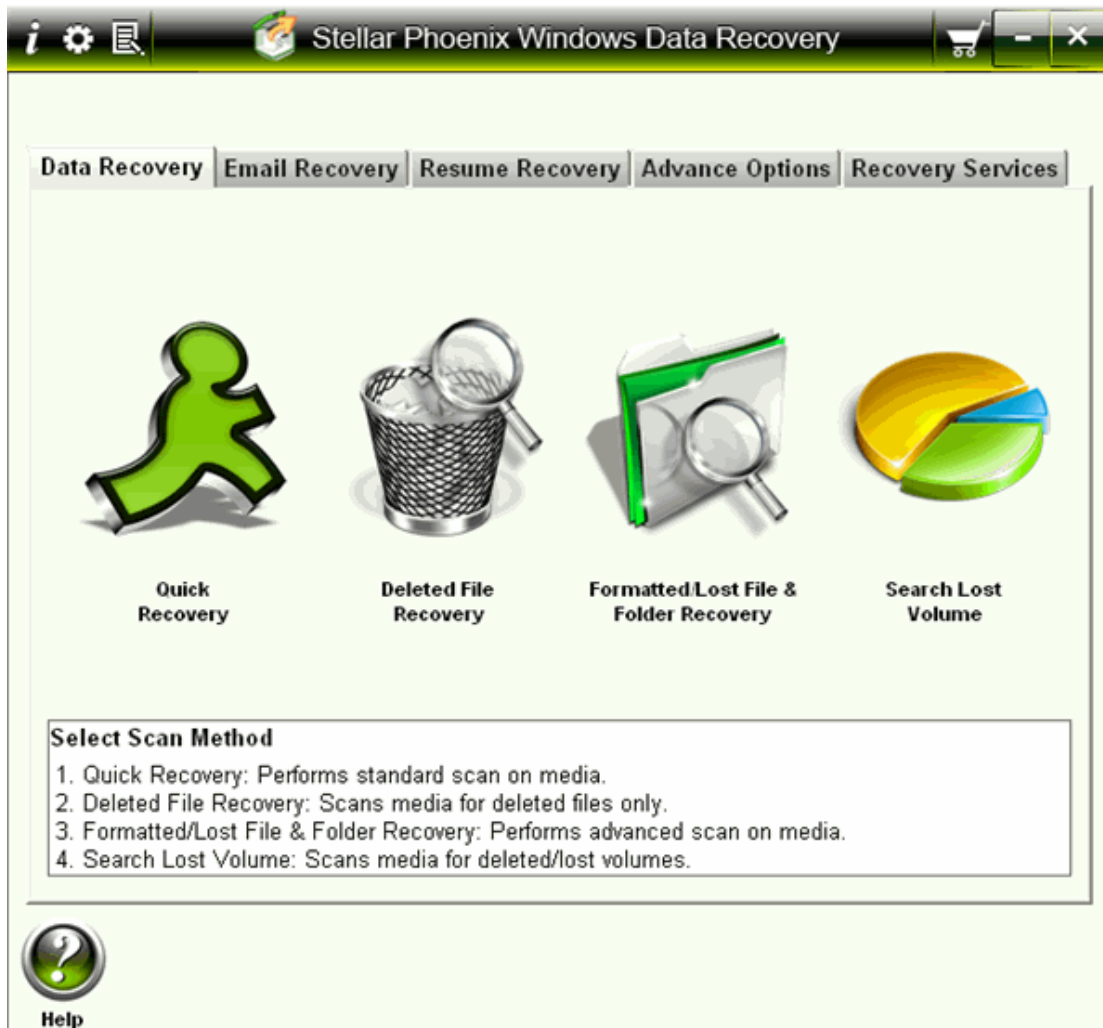 i
Stellar Phoenix Windows Data Recovery
Data Recovery Email Recovery Resume Recovery Advance Options Recovery Services
Quick
Recovery
Deleted File
Recovery
Formatted/Lost File &
Folder Recovery
Search Lost
Volume
Select Scan Method
1. Quick Recovery: Performs standard scan on media.
2. Deleted File Recovery: Scans media for deleted files only.
3. Formatted/Lost File & Folder Recovery: Performs advanced scan on media.
4. Search Lost Volume: Scans media for deleted/lost volumes.
?
Help